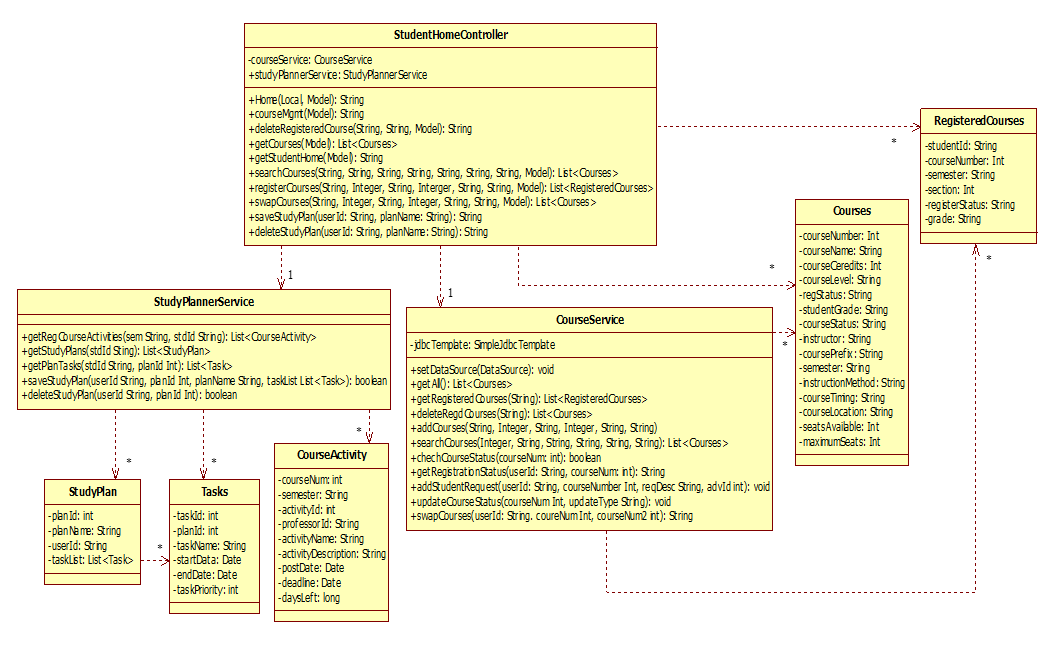 StudentHomeController
-courseService: CourseService
+studyPlannerService: StudyPlannerService
+Home(Local, Model): String
+courseMgmt(Model): String
+deleteRegisteredCourse(String, String, Model): String
+getCourses(Model): List<Courses>
+getStudentHome(Model): String
+searchCourses(String, String, String, String, String, String, Model): List<Courses>
+registerCourses(String, Integer, String, Interger, String, String, Model): List<RegisteredCourses>
+swapCourses(String, Integer, String, Integer, String, String, Model): List<Courses>
+saveStudyPlan(userId: String, planName: String): String
+deleteStudyPlan(userId: String, planName: String): String
RegisteredCourses
-studentId: String
-courseNumber: Int
-semester: String
-section: Int
-registerStatus: String
-grade: String
*
*
Courses
-courseNumber: Int
-courseName: String
-courseCeredits: Int
-courseLevel: String
-regStatus: String
-studentGrade: String
-courseStatus: String
-instructor: String
-coursePrefix: String
-semester: String
-instructionMethod: String
-courseTiming: String
-courseLocation: String
-seatsAvailable: Int
-maximumSeats: Int
*
*
1
1
StudyPlannerService
+getRegCourseActivities(sem String, stdId String): List<CourseActivity>
+getStudyPlans(stdId Sting): List<StudyPlan>
+getPlanTasks(stdId String, planId Int): List<Task>
+saveStudyPlan(userId String, planId Int, planName String, taskList List<Task>): boolean
+deleteStudyPlan(userId String, planId Int): boolean
CourseService
-jdbcTemplate: SimpleJdbcTemplate
+setDataSource(DataSource): void
+getAll(): List<Courses>
+getRegisteredCourses(String): List<RegisteredCourses>
+deleteRegdCourses(String): List<Courses>
+addCourses(String, Integer, String, Integer, String, String)
+searchCourses(Integer, String, String, String, String, String): List<Courses>
+chechCourseStatus(courseNum: int): boolean
+getRegistrationStatus(userId: String, courseNum: int): String
+addStudentRequest(userId: String, courseNumber Int, reqDesc String, advId int): void
+updateCourseStatus(courseNum Int, updateType String): void
+swapCourses(userId: String. coureNum Int, courseNum2 int): String
*
*
*
StudyPlan
-planId: int
-planName: String
-userId: String
-taskList: List<Task>
*
Tasks
-taskId: int
-planId: int
-taskName: String
-startData: Date
-endDate: Date
-taskPriority: int
CourseActivity
-courseNum: int
-semester: String
-activityId: int
-professorId: String
-activityName: String
-activityDescription: String
-postDate: Date
-deadline: Date
-daysLeft: long